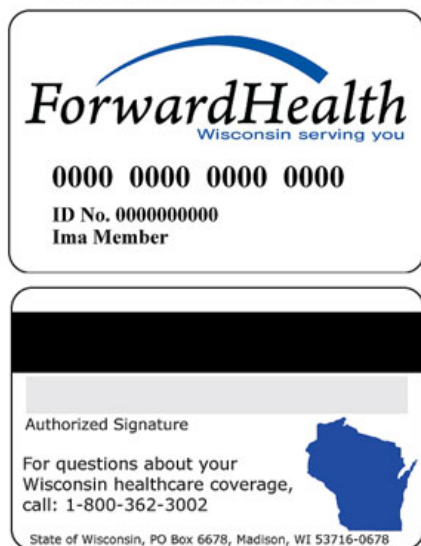 ForwardHealth
Wisconsin serving you
0000 0000 0000 0000
ID No. 0000000000
Ima Member
Authorized Signature
For questions about your
Wisconsin healthcare coverage,
call: 1-800-362-3002
State of Wisconsin, PO Box 6678, Madison, WI 53716-0678